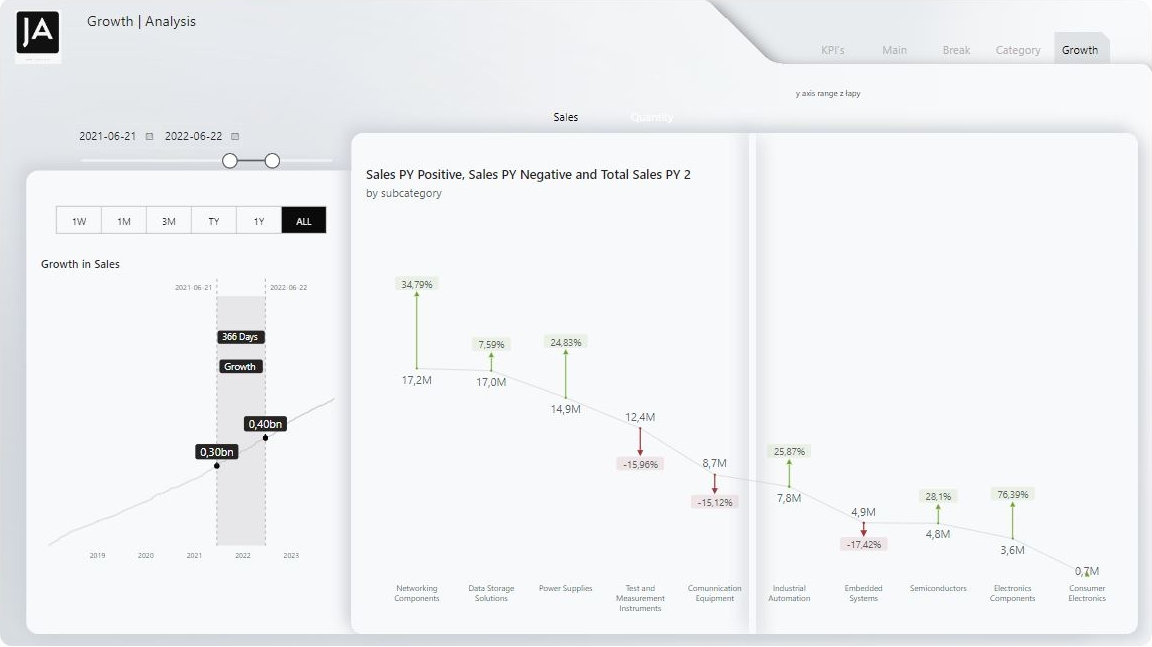 JA
Growth | Analysis
KPI's
Main
Break
Category
Growth
y axis range z łapy
Sales
Quantity
2021-06-21
2022-06-22
1W
1M
3M
TY
1Y
ALL
Growth in Sales
2021-06-21
2022-06-22
366 Days
Growth
0,40bn
0,30bn
2019
2020
2021
2022
2023
Sales PY Positive, Sales PY Negative and Total Sales PY 2
by subcategory
34,79%
17,2M
7,59%
17,0M
24,83%
14,9M
12,4M
-15,96%
8,7M
-15,12%
25,87%
7,8M
4,9M
-17,42%
28,1%
4,8M
76,39%
3,6M
0,7M
Networking
Components
Data Storage
Solutions
Power Supplies
Test and
Measurement
Instruments
Comunnication
Equipment
Industrial
Automation
Embedded
Systems
Semiconductors
Electronics
Components
Consumer
Electronics